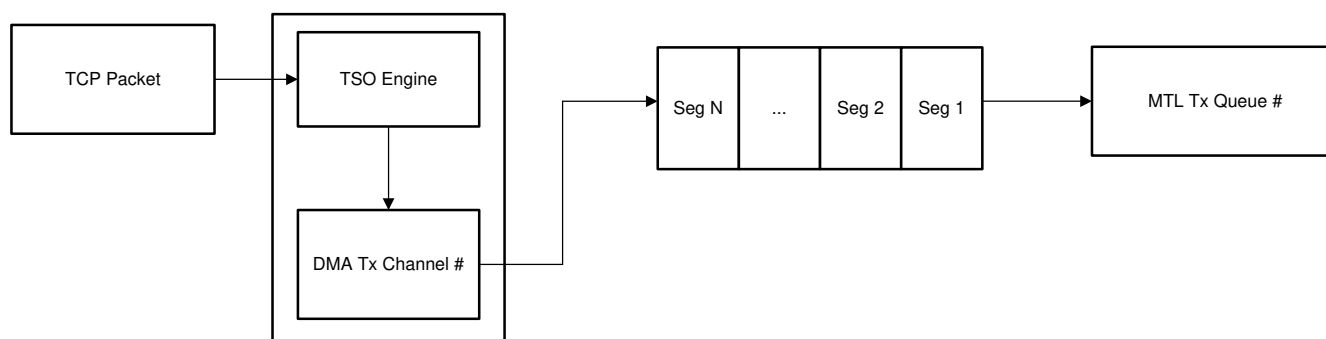 TCP Packet
TSO Engine
DMA Tx Channel #
Seg N
...
Seg 2
Seg 1
MTL Tx Queue #